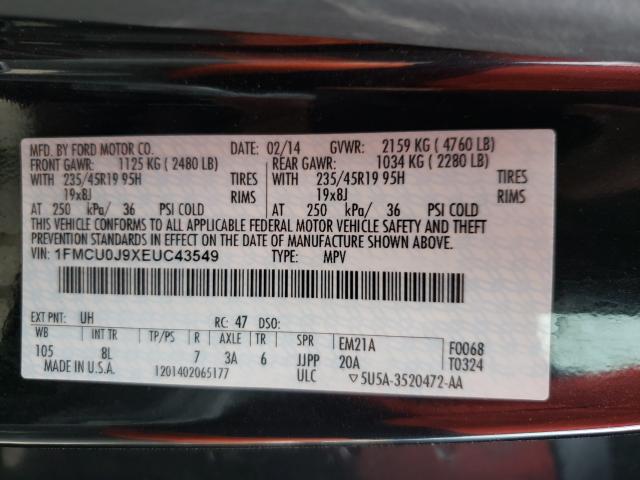 MFD. BY FORD MOTOR CO. DATE: 02/14 GVWR: 2159 KG ( 4760 LB)
FRONT GAWR: 1125 KG ( 2480 LB) REAR GAWR: 1034 KG ( 2280 LB)
WITH 235/45R19 95H TIRES WITH 235/45R19 95H TIRES
19x8J RIMS 19x8J RIMS
AT 250 kPa/ 36 PSI COLD AT 250 kPa/ 36 PSI COLD
THIS VEHICLE CONFORMS TO ALL APPLICABLE FEDERAL MOTOR VEHICLE SAFETY AND THEFT
PREVENTION STANDARDS IN EFFECT ON THE DATE OF MANUFACTURE SHOWN ABOVE.
VIN: 1FMCU0J9XEUC43549 TYPE: MPV
EXT PNT: UH RC: 47 DSO:
WB INT TR TP/PS R AXLE TR SPR EM21A F0068
105 8L 7 3A 6 JJPP 20A T0324
MADE IN U.S.A. 1201402065177 ULC ▽5U5A-3520472-AA